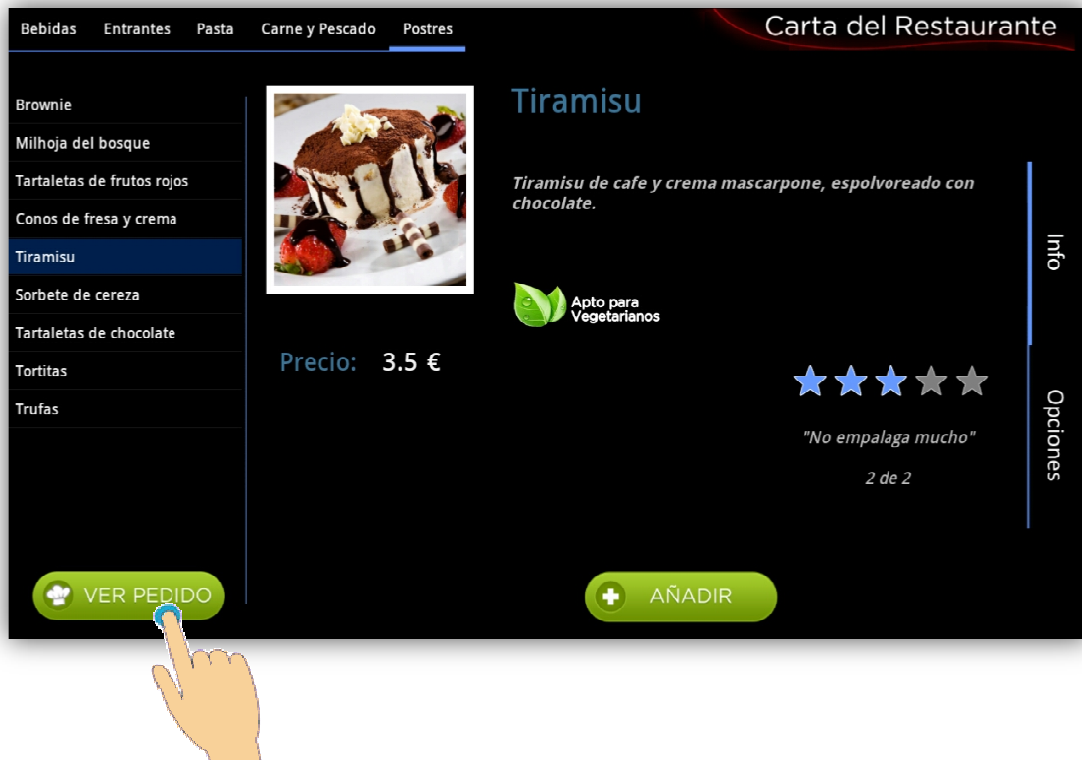 Bebidas Entrantes Pasta Carne y Pescado Postres
Carta del Restaurante
Brownie
Milhoja del bosque
Tartaletas de frutos rojos
Conos de fresa y crema
Tiramisu
Sorbete de cereza
Tartaletas de chocolate
Tortitas
Trufas
VER PEDIDO
Precio: 3.5 €
Tiramisu
Tiramisu de cafe y crema mascarpone, espolvoreado con
chocolate.
Apto para
Vegetarianos
"No empalaga mucho"
2 de 2
AÑADIR
Info
Opciones